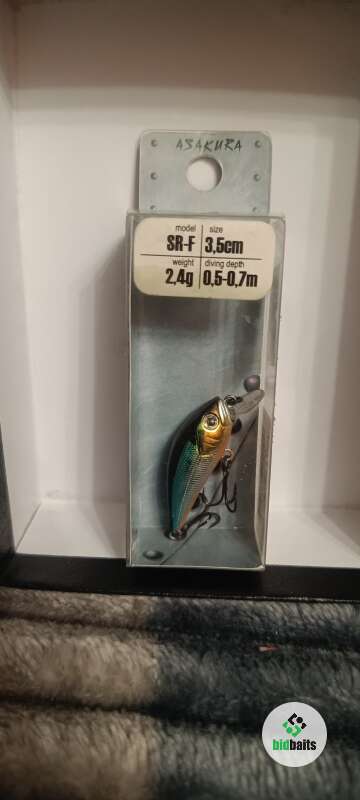 ASAKURA
model size
SR-F 3,5cm
weight diving depth
2,4g 0,5-0,7m
bidbaits